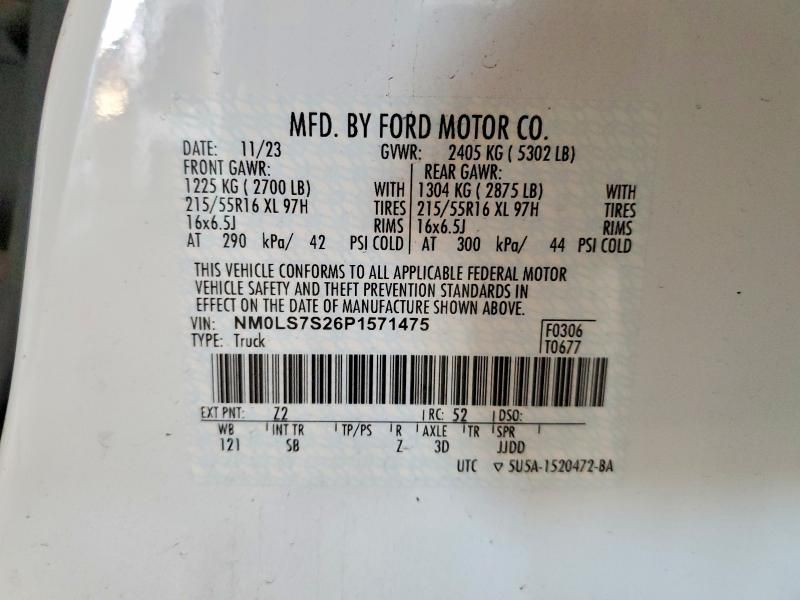 MFD. BY FORD MOTOR CO.
DATE: 11/23 GVWR: 2405 KG ( 5302 LB)
FRONT GAWR: REAR GAWR:
1225 KG ( 2700 LB) WITH 1304 KG ( 2875 LB) WITH
215/55R16 XL 97H TIRES 215/55R16 XL 97H TIRES
16x6.5J RIMS 16x6.5J RIMS
AT 290 kPa/ 42 PSI COLD AT 300 kPa/ 44 PSI COLD
THIS VEHICLE CONFORMS TO ALL APPLICABLE FEDERAL MOTOR
VEHICLE SAFETY AND THEFT PREVENTION STANDARDS IN
EFFECT ON THE DATE OF MANUFACTURE SHOWN ABOVE.
VIN: NM0LS7S26P1571475 F0306
TYPE: Truck T0677
EXT PNT: Z2 RC: 52 DSO:
WB INT TR TP/PS R AXLE TR SPR
121 SB Z 3D JJDD
UTC ▽ 5U5A-1520472-BA